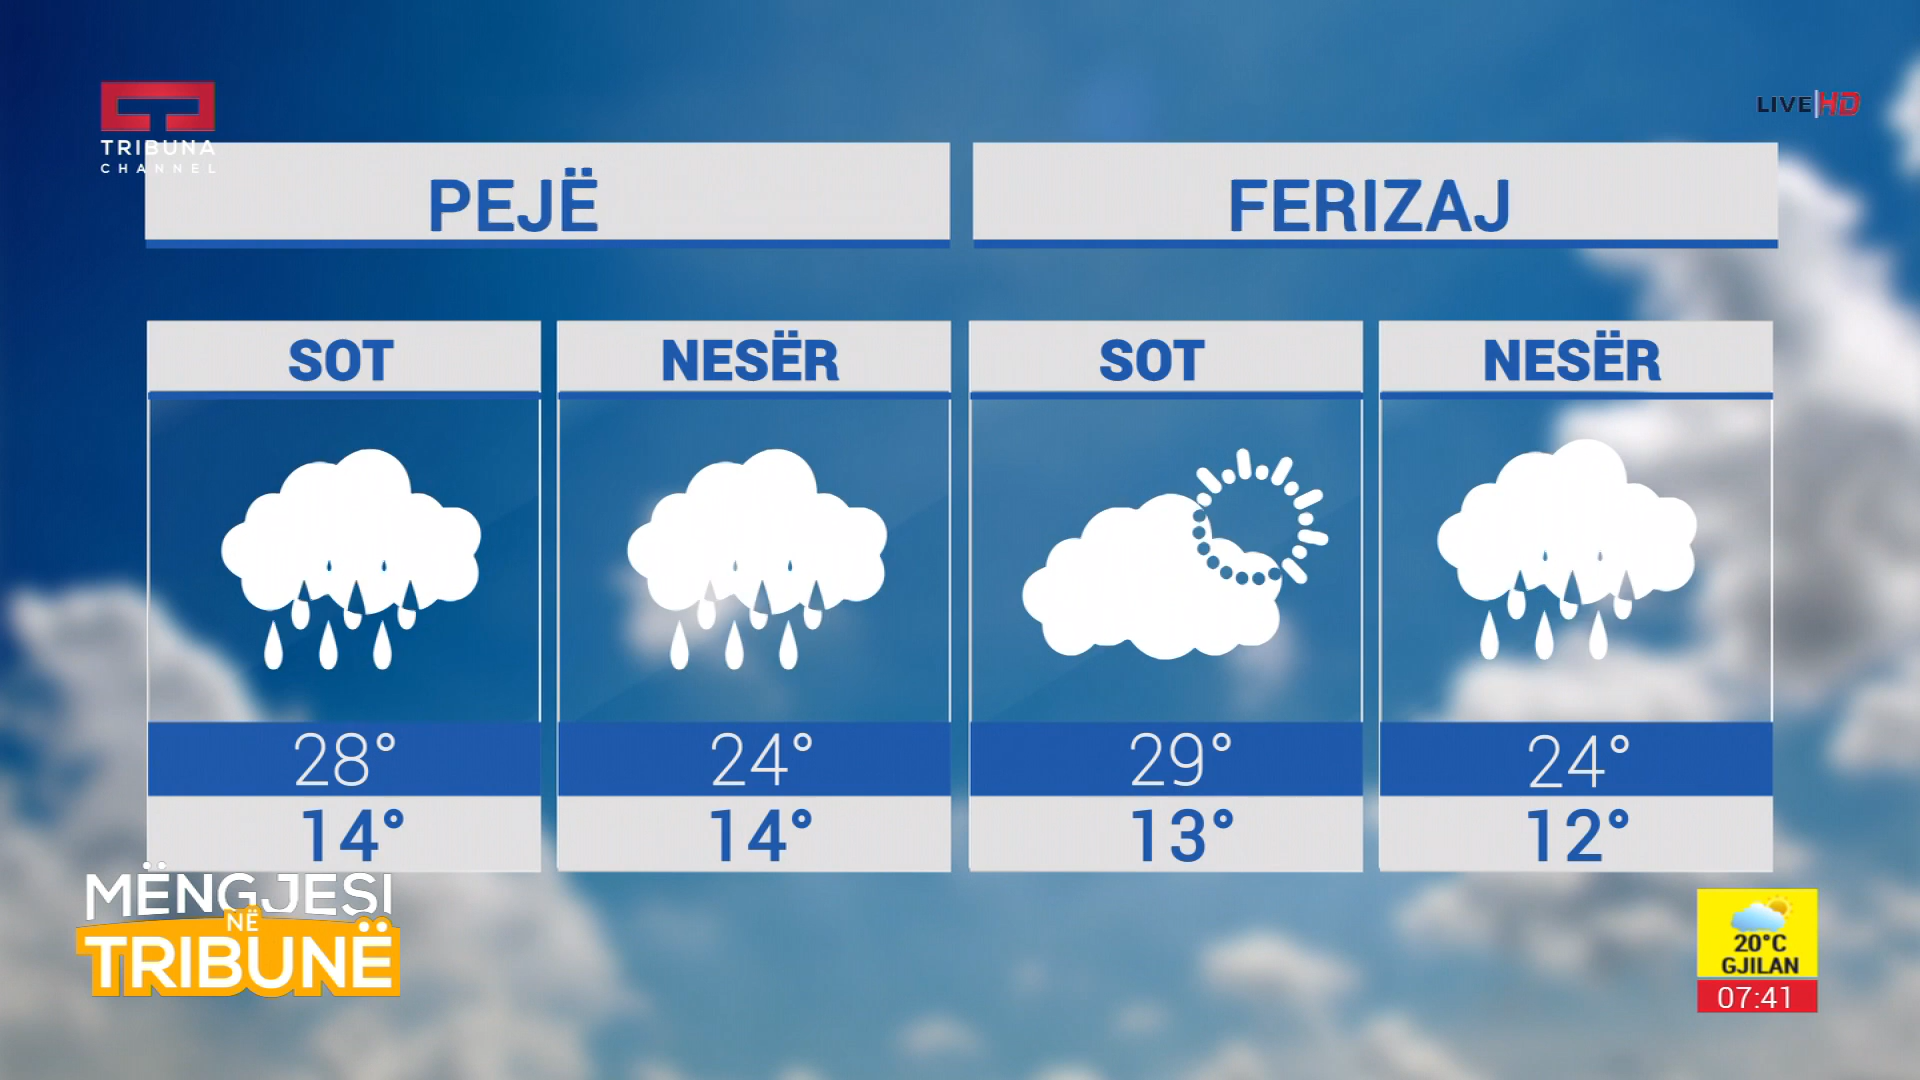 TRIBUNA
CHANNEL
LIVE|HD
PEJË
FERIZAJ
SOT
NESËR
SOT
NESËR
28°
24°
29°
24°
14°
14°
13°
12°
MËNGJESI
NË
TRIBUNË
20°C
GJILAN
07:41